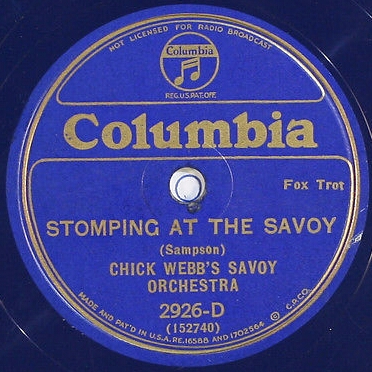 NOT LICENSED FOR RADIO BROADCAST
Columbia
REG.U.S.PAT.OFF.
Columbia
Fox Trot
STOMPING AT THE SAVOY
(Sampson)
CHICK WEBB'S SAVOY
ORCHESTRA
2926-D
(152740)
MADE AND PAT'D IN U.S.A. RE.16588 AND 1702564
© C.P.CO.